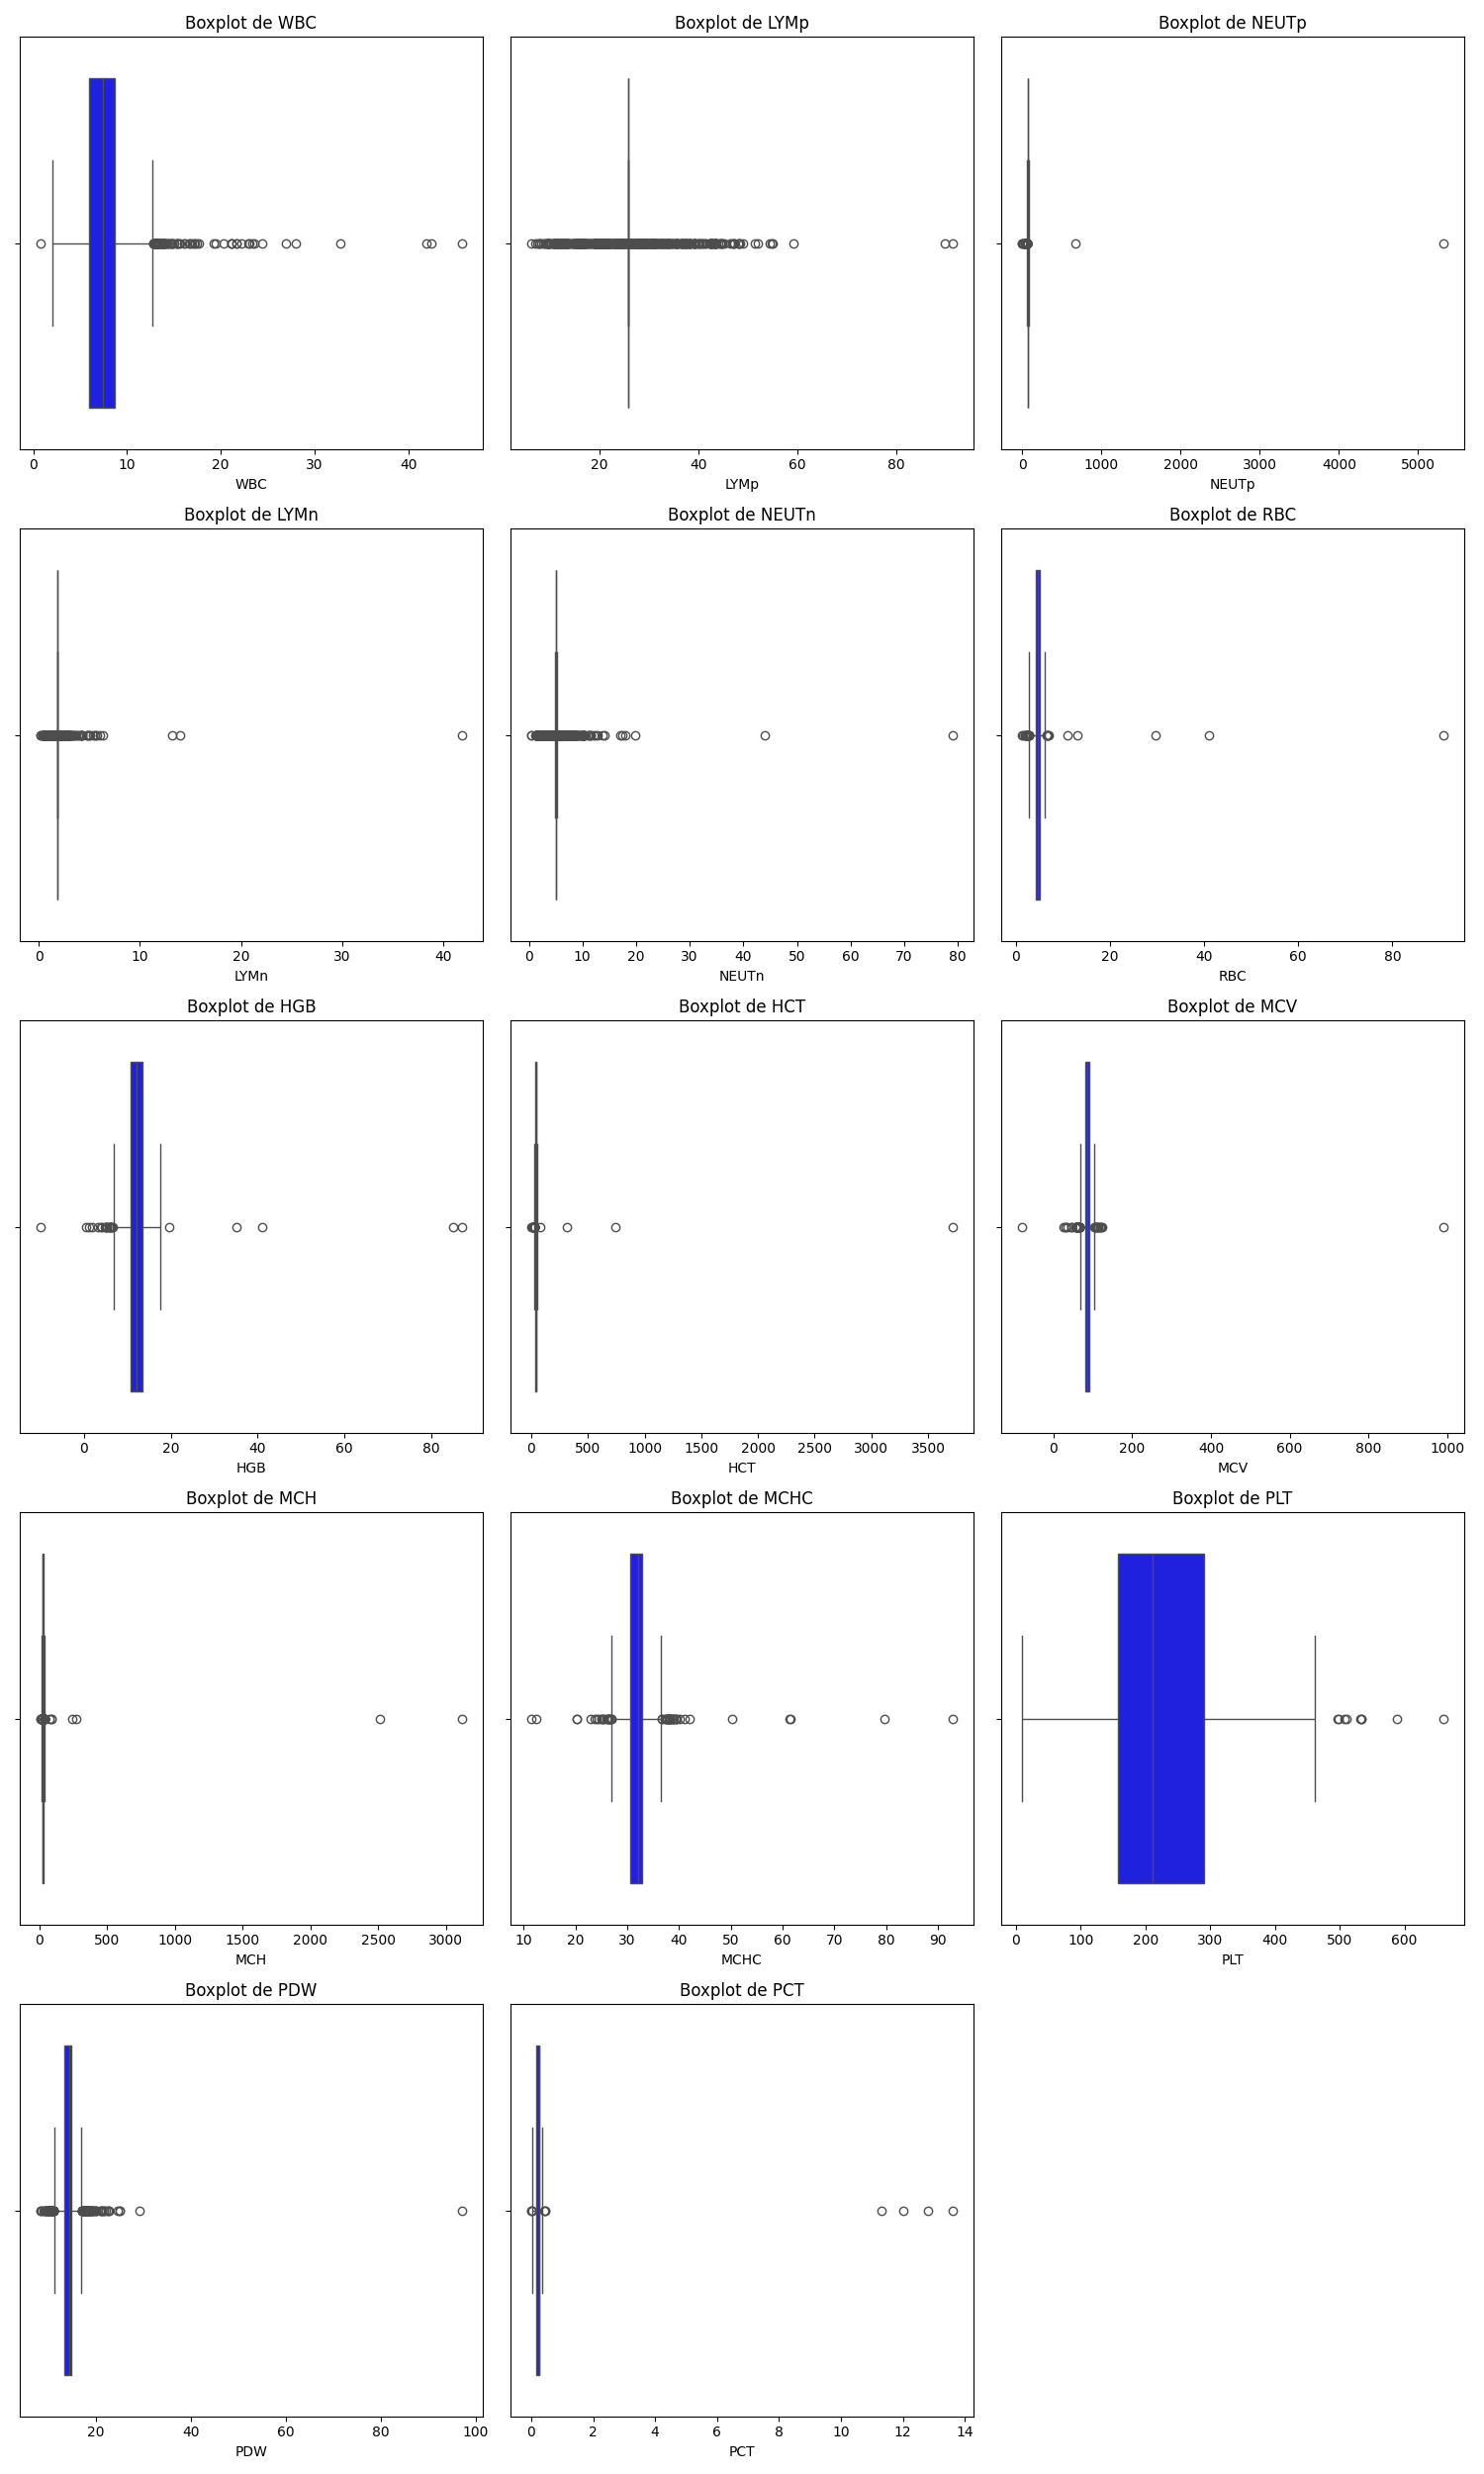 Boxplot de WBC
Boxplot de LYMp
Boxplot de NEUTp
0 10 20 30 40
20 40 60 80
0 1000 2000 3000 4000 5000
WBC
LYMp
NEUTp
Boxplot de LYMn
Boxplot de NEUTn
Boxplot de RBC
0 10 20 30 40
0 10 20 30 40 50 60 70 80
0 20 40 60 80
LYMn
NEUTn
RBC
Boxplot de HGB
Boxplot de HCT
Boxplot de MCV
0 20 40 60 80
0 500 1000 1500 2000 2500 3000 3500
0 200 400 600 800 1000
HGB
HCT
MCV
Boxplot de MCH
Boxplot de MCHC
Boxplot de PLT
0 500 1000 1500 2000 2500 3000
10 20 30 40 50 60 70 80 90
0 100 200 300 400 500 600
MCH
MCHC
PLT
Boxplot de PDW
Boxplot de PCT
20 40 60 80 100
0 2 4 6 8 10 12 14
PDW
PCT